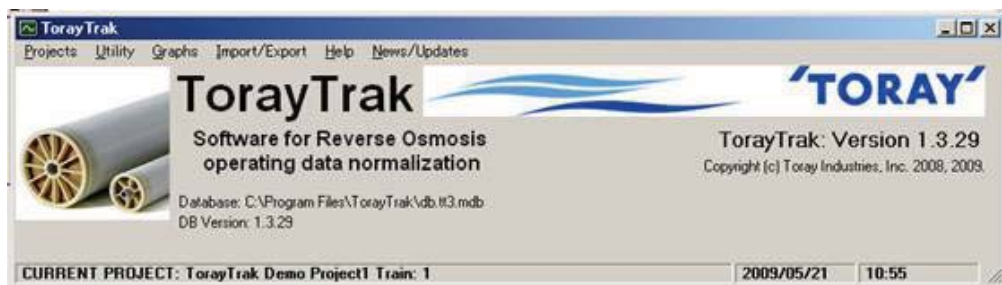 TorayTrak
Projects Utility Graphs Import/Export Help News/Updates
TorayTrak
'TORAY'
Software for Reverse Osmosis
operating data normalization
TorayTrak: Version 1.3.29
Copyright (c) Toray Industries, Inc. 2008, 2009.
Database: C:\Program Files\TorayTrak\db.tt3.mdb
DB Version: 1.3.29
CURRENT PROJECT: TorayTrak Demo Project1 Train: 1 2009/05/21 10:55